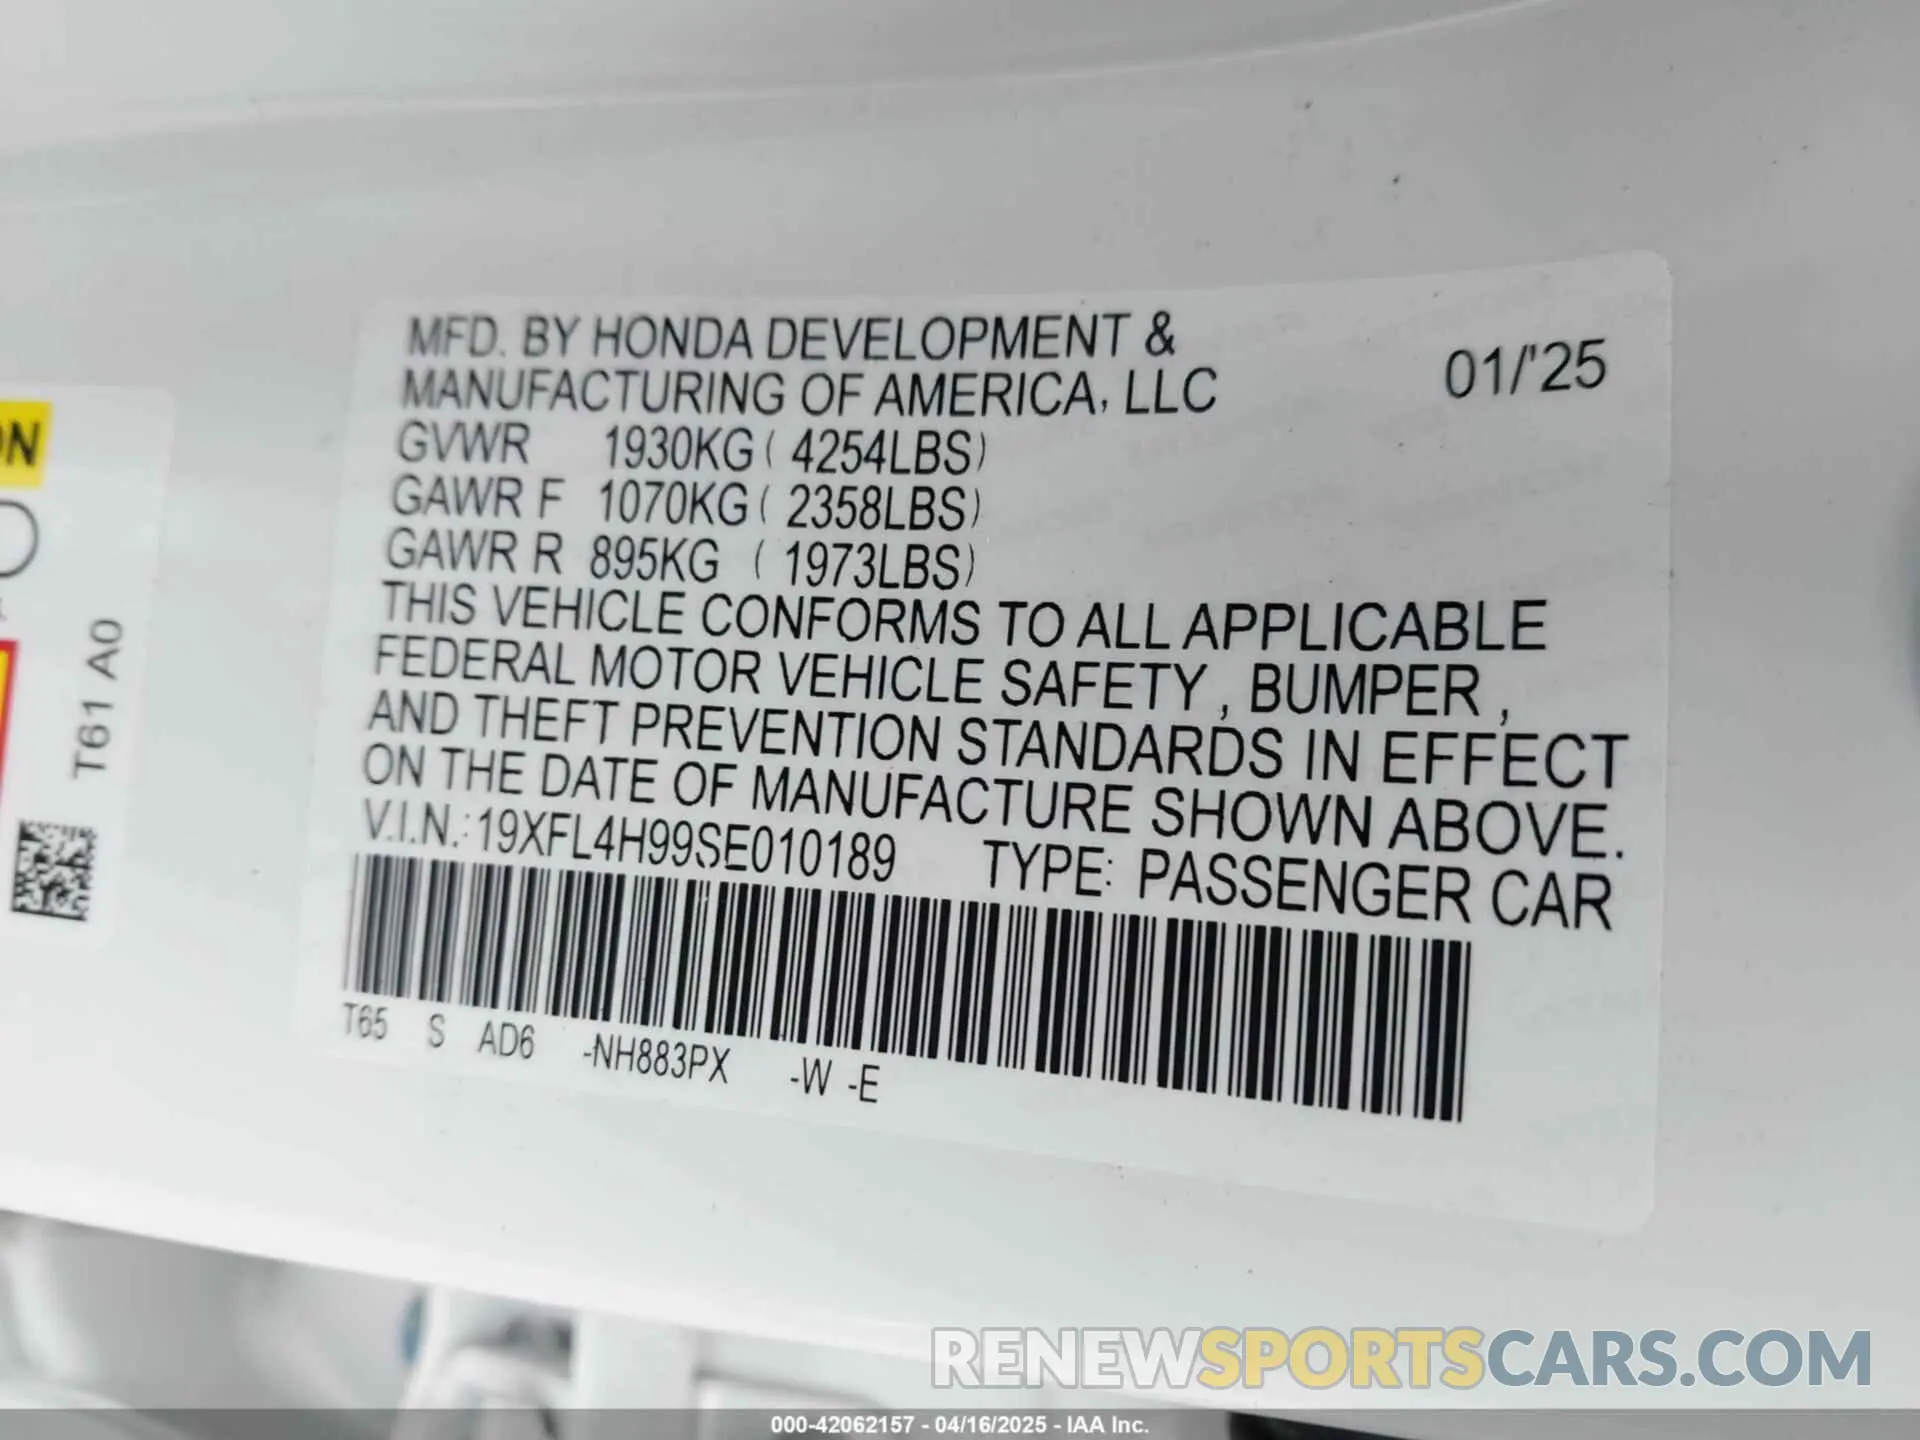 MFD. BY HONDA DEVELOPMENT &
MANUFACTURING OF AMERICA, LLC 01/'25
GVWR 1930KG ( 4254LBS)
GAWR F 1070KG ( 2358LBS)
GAWR R 895KG ( 1973LBS)
THIS VEHICLE CONFORMS TO ALL APPLICABLE
FEDERAL MOTOR VEHICLE SAFETY , BUMPER ,
AND THEFT PREVENTION STANDARDS IN EFFECT
ON THE DATE OF MANUFACTURE SHOWN ABOVE.
V.I.N.: 19XFL4H99SE010189 TYPE: PASSENGER CAR
T65 S AD6 -NH883PX -W -E
T61 A0
RENEWSPORTSCARS.COM
000-42062157 - 04/16/2025 - IAA Inc.